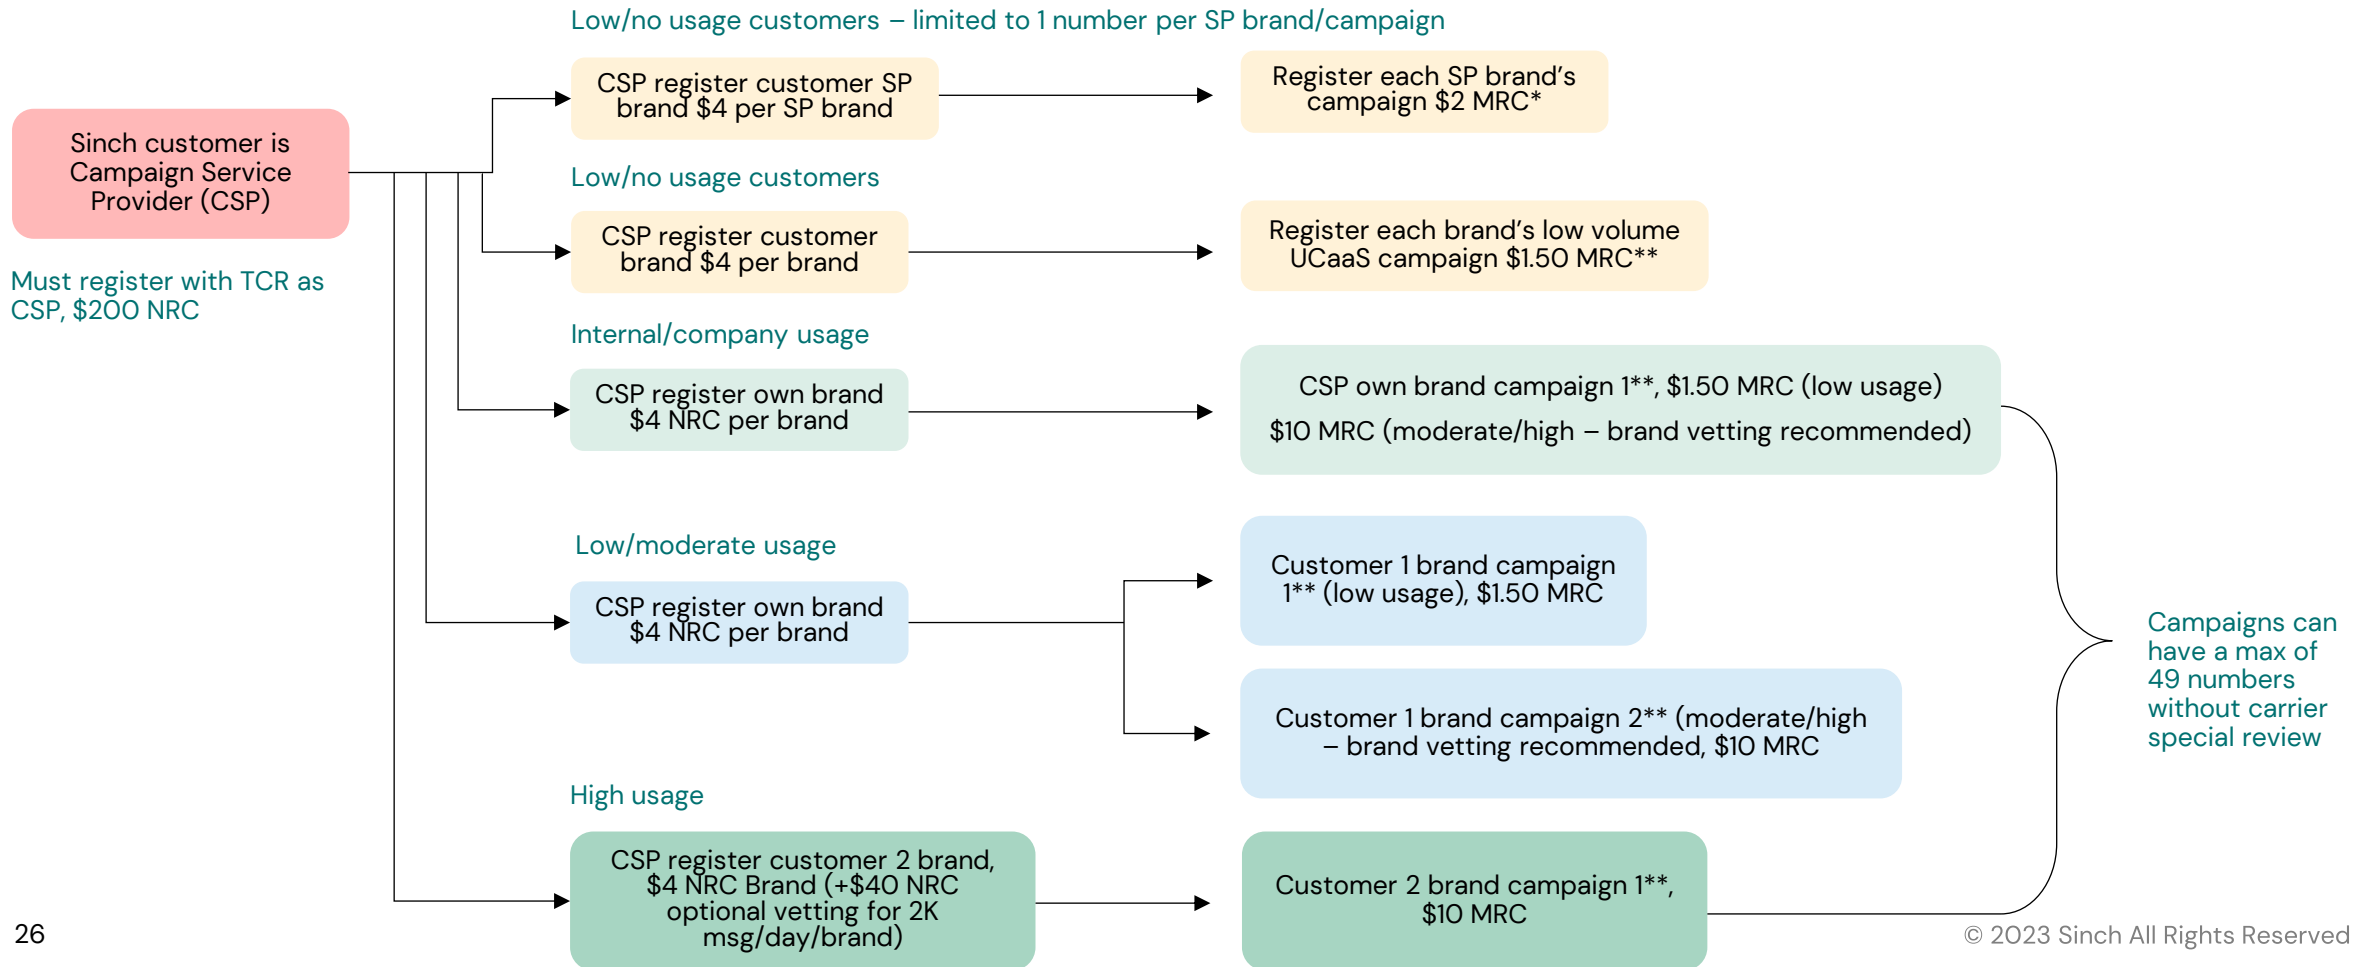 Low/no usage customers – limited to 1 number per SP brand/campaign
CSP register customer SP
brand $4 per SP brand
Register each SP brand’s
campaign $2 MRC*
Sinch customer is
Campaign Service
Provider (CSP)
Must register with TCR as
CSP, $200 NRC
Low/no usage customers
CSP register customer
brand $4 per brand
Register each brand’s low volume
UCaaS campaign $1.50 MRC**
Internal/company usage
CSP register own brand
$4 NRC per brand
CSP own brand campaign 1**, $1.50 MRC (low usage)
$10 MRC (moderate/high – brand vetting recommended)
Low/moderate usage
CSP register own brand
$4 NRC per brand
Customer 1 brand campaign
1** (low usage), $1.50 MRC
Customer 1 brand campaign 2** (moderate/high
– brand vetting recommended, $10 MRC
Campaigns can
have a max of
49 numbers
without carrier
special review
High usage
CSP register customer 2 brand,
$4 NRC Brand (+$40 NRC
optional vetting for 2K
msg/day/brand)
Customer 2 brand campaign 1**,
$10 MRC
26
© 2023 Sinch All Rights Reserved